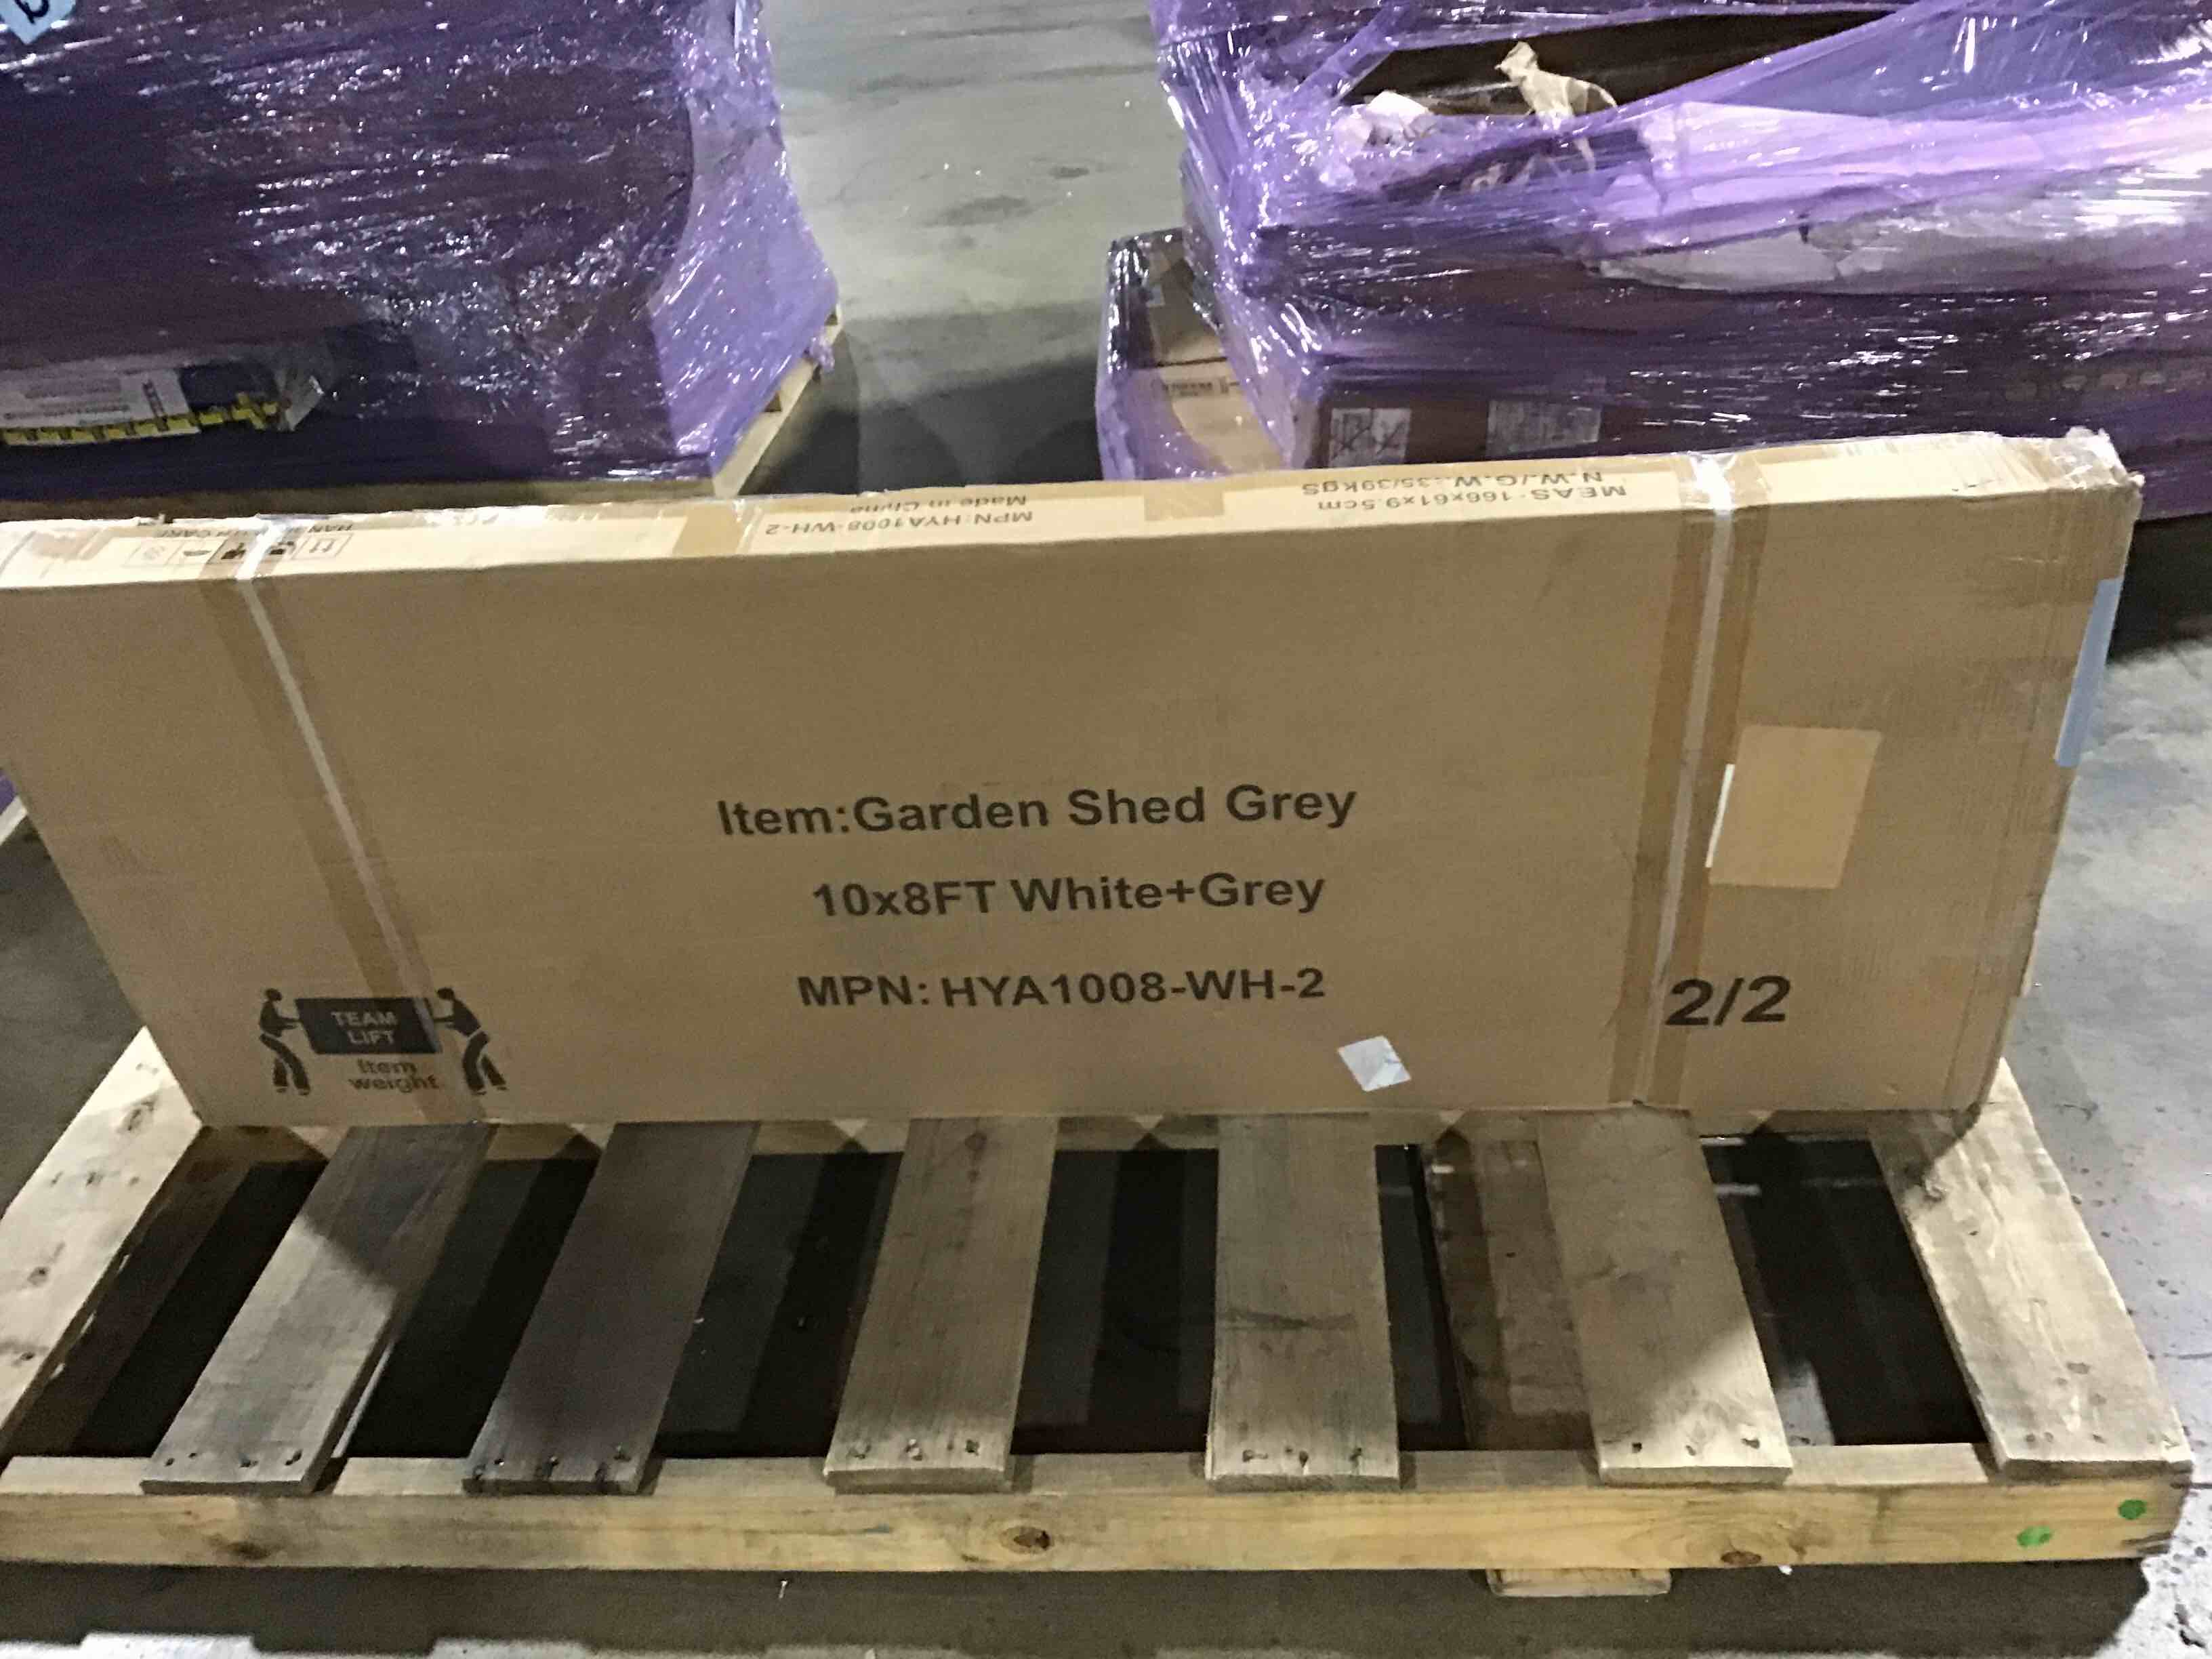 MEAS:166x61x9.5cm
N.W./G.W.:35/39KgS
MPN:HYA1008-WH-2
Made in China
Item:Garden Shed Grey
10x8FT White+Grey
MPN: HYA1008-WH-2
2/2
TEAM
LIFT
Item
weight